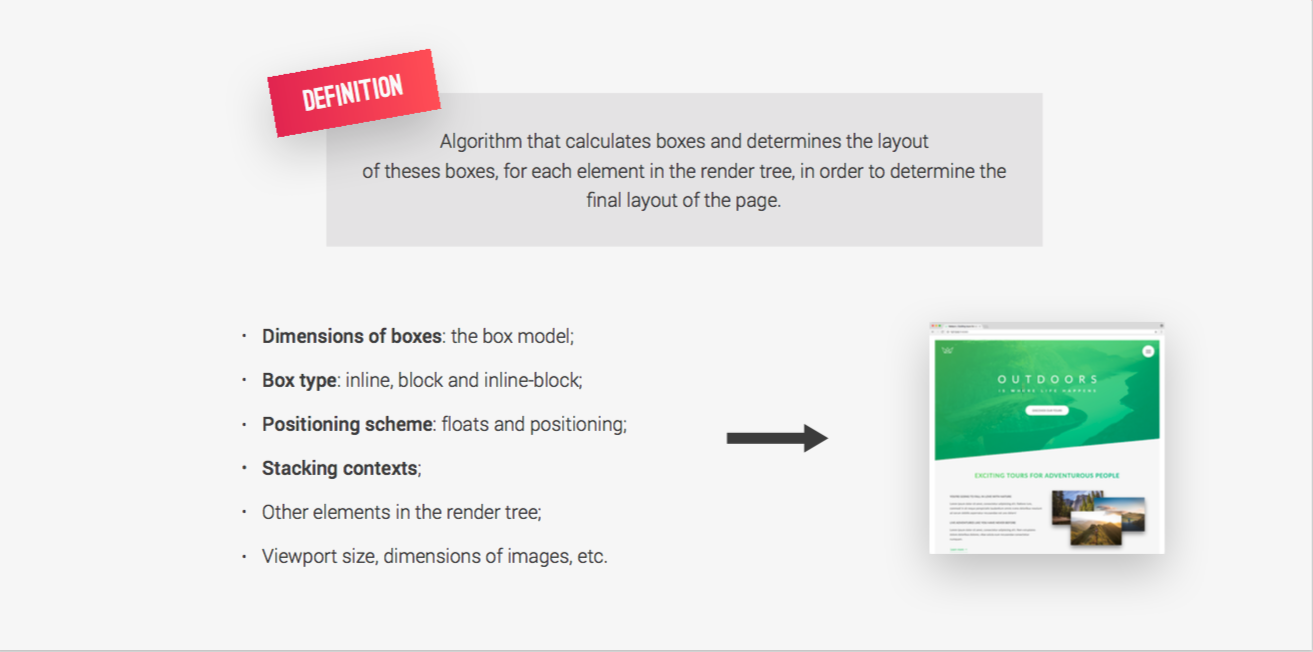 DEFINITION
Algorithm that calculates boxes and determines the layout
of theses boxes, for each element in the render tree, in order to determine the
final layout of the page.
· Dimensions of boxes: the box model;
· Box type: inline, block and inline-block;
· Positioning scheme: floats and positioning;
· Stacking contexts;
· Other elements in the render tree;
· Viewport size, dimensions of images, etc.
OUTDOORS
IS WHERE LIFE HAPPENS
EXCITING TOURS FOR ADVENTUROUS PEOPLE